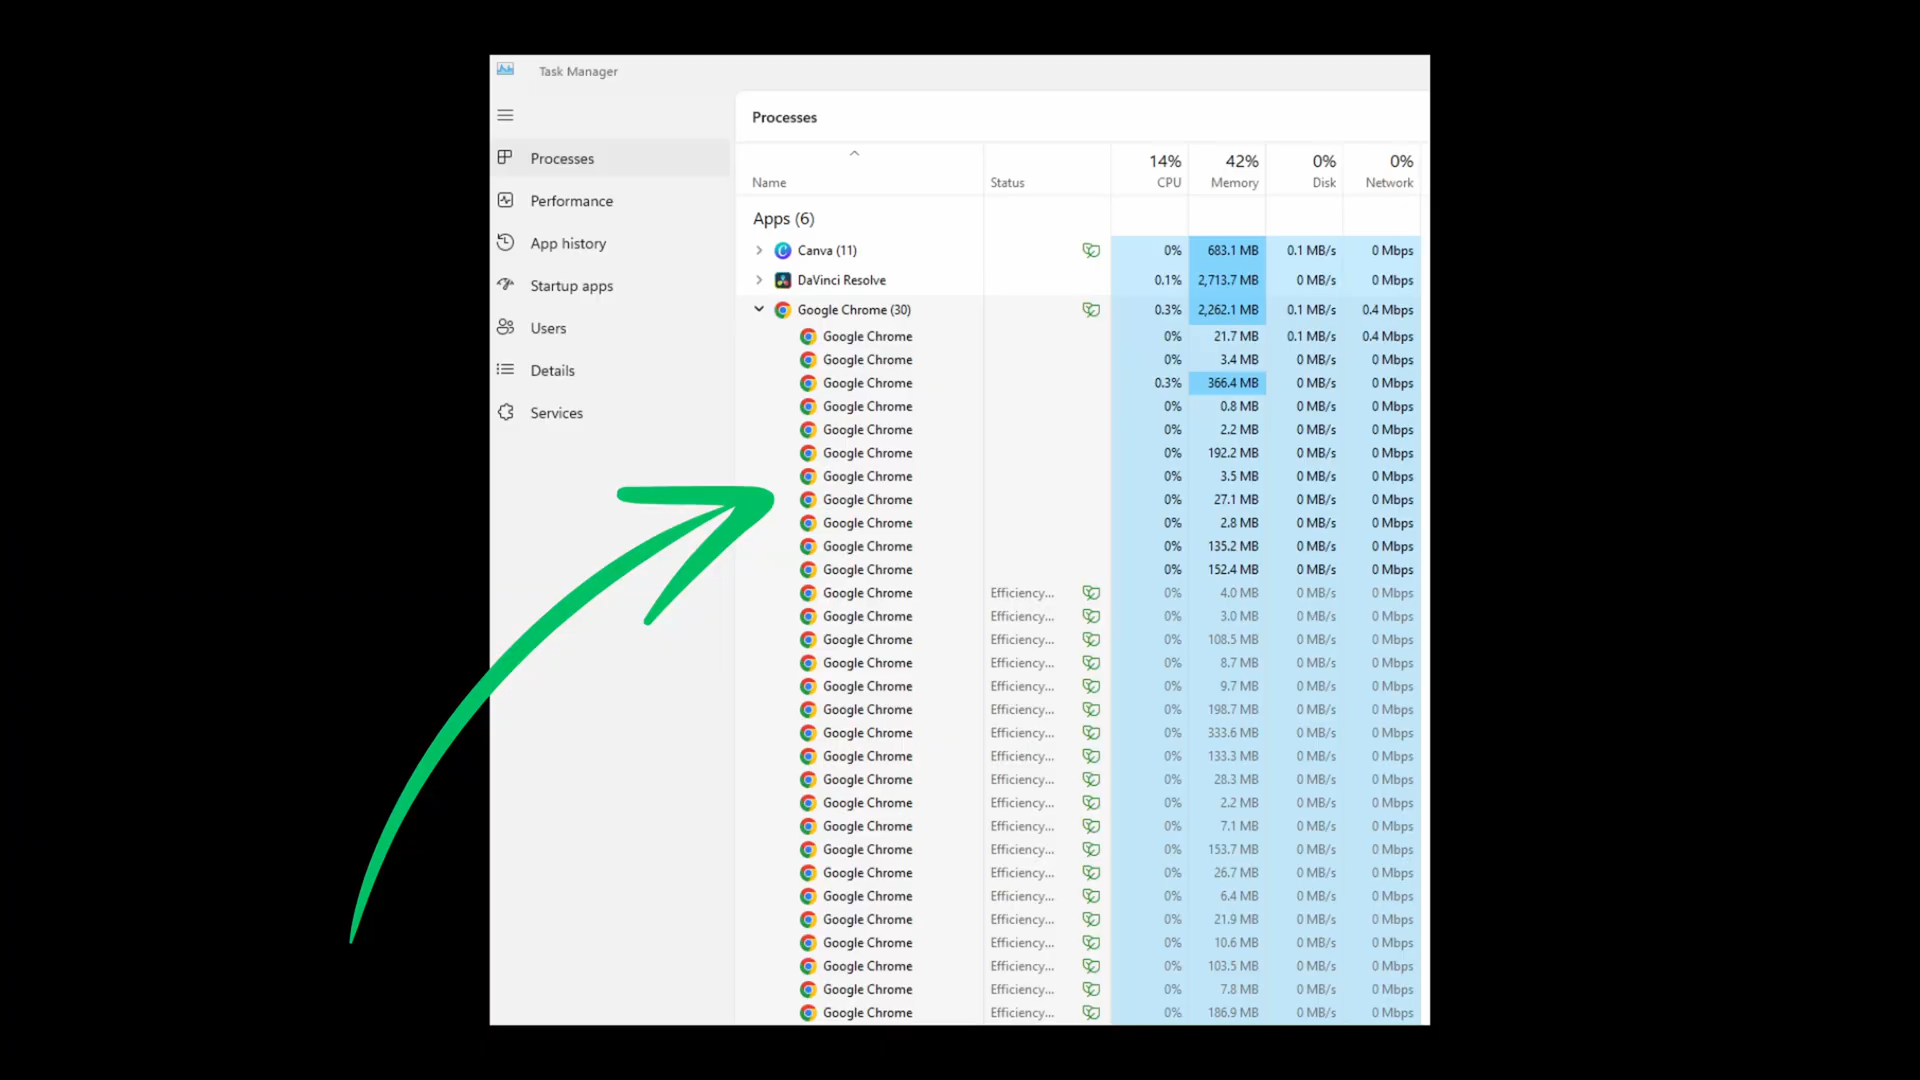 Task Manager
Processes
Processes
Performance
App history
Startup apps
Users
Details
Services
14% 42% 0% 0%
Name Status CPU Memory Disk Network
Apps (6)
Canva (11) 0% 683.1 MB 0.1 MB/s 0 Mbps
DaVinci Resolve 0.1% 2,713.7 MB 0 MB/s 0 Mbps
Google Chrome (30) 0.3% 2,262.1 MB 0.1 MB/s 0.4 Mbps
Google Chrome 0% 21.7 MB 0.1 MB/s 0.4 Mbps
Google Chrome 0% 3.4 MB 0 MB/s 0 Mbps
Google Chrome 0.3% 366.4 MB 0 MB/s 0 Mbps
Google Chrome 0% 0.8 MB 0 MB/s 0 Mbps
Google Chrome 0% 2.2 MB 0 MB/s 0 Mbps
Google Chrome 0% 192.2 MB 0 MB/s 0 Mbps
Google Chrome 0% 3.5 MB 0 MB/s 0 Mbps
Google Chrome 0% 27.1 MB 0 MB/s 0 Mbps
Google Chrome 0% 2.8 MB 0 MB/s 0 Mbps
Google Chrome 0% 135.2 MB 0 MB/s 0 Mbps
Google Chrome 0% 152.4 MB 0 MB/s 0 Mbps
Google Chrome Efficiency... 0% 4.0 MB 0 MB/s 0 Mbps
Google Chrome Efficiency... 0% 3.0 MB 0 MB/s 0 Mbps
Google Chrome Efficiency... 0% 108.5 MB 0 MB/s 0 Mbps
Google Chrome Efficiency... 0% 8.7 MB 0 MB/s 0 Mbps
Google Chrome Efficiency... 0% 9.7 MB 0 MB/s 0 Mbps
Google Chrome Efficiency... 0% 198.7 MB 0 MB/s 0 Mbps
Google Chrome Efficiency... 0% 333.6 MB 0 MB/s 0 Mbps
Google Chrome Efficiency... 0% 133.3 MB 0 MB/s 0 Mbps
Google Chrome Efficiency... 0% 28.3 MB 0 MB/s 0 Mbps
Google Chrome Efficiency... 0% 2.2 MB 0 MB/s 0 Mbps
Google Chrome Efficiency... 0% 7.1 MB 0 MB/s 0 Mbps
Google Chrome Efficiency... 0% 153.7 MB 0 MB/s 0 Mbps
Google Chrome Efficiency... 0% 26.7 MB 0 MB/s 0 Mbps
Google Chrome Efficiency... 0% 6.4 MB 0 MB/s 0 Mbps
Google Chrome Efficiency... 0% 21.9 MB 0 MB/s 0 Mbps
Google Chrome Efficiency... 0% 10.6 MB 0 MB/s 0 Mbps
Google Chrome Efficiency... 0% 103.5 MB 0 MB/s 0 Mbps
Google Chrome Efficiency... 0% 7.8 MB 0 MB/s 0 Mbps
Google Chrome Efficiency... 0% 186.9 MB 0 MB/s 0 Mbps